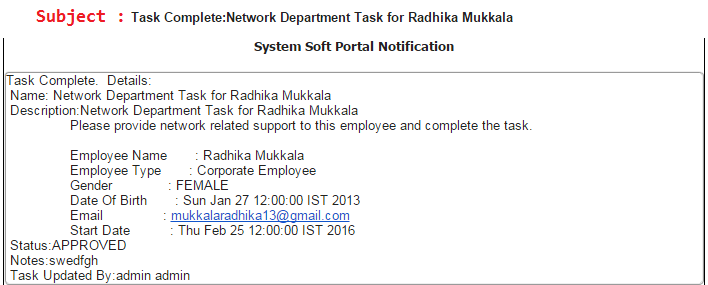 Subject : Task Complete:Network Department Task for Radhika Mukkala
System Soft Portal Notification
Task Complete. Details:
Name: Network Department Task for Radhika Mukkala
Description:Network Department Task for Radhika Mukkala
Please provide network related support to this employee and complete the task.
Employee Name : Radhika Mukkala
Employee Type : Corporate Employee
Gender : FEMALE
Date Of Birth : Sun Jan 27 12:00:00 IST 2013
Email : mukkalaradhika13@gmail.com
Start Date : Thu Feb 25 12:00:00 IST 2016
Status:APPROVED
Notes:swedfgh
Task Updated By:admin admin